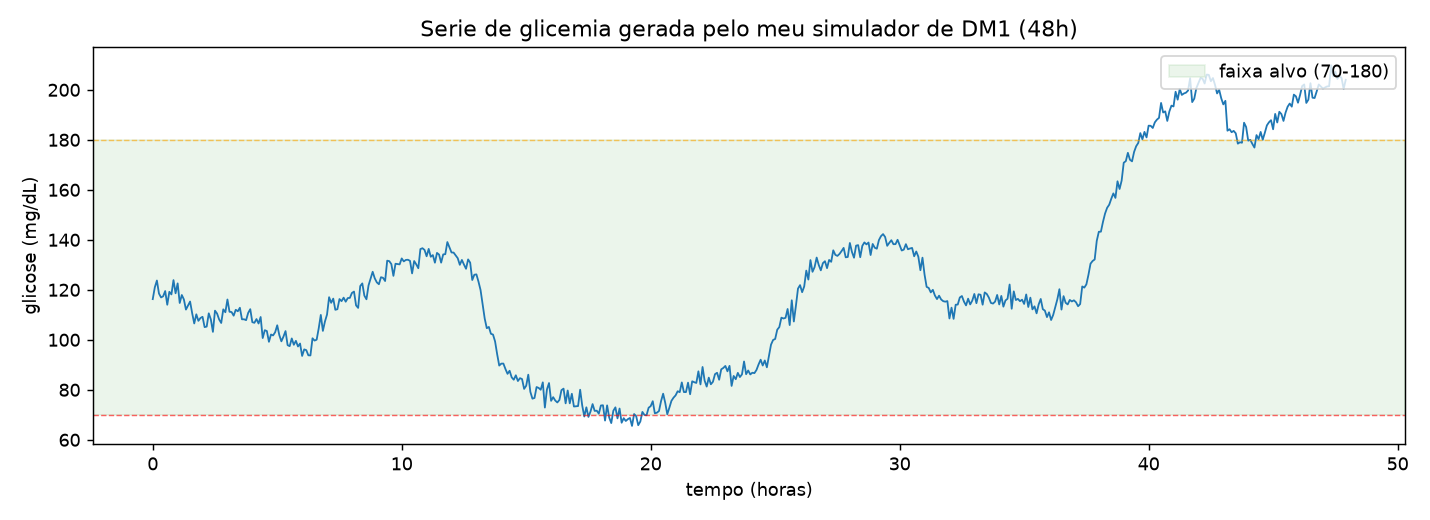 Serie de glicemia gerada pelo meu simulador de DM1 (48h)
faixa alvo (70-180)
glicose (mg/dL)
200
180
160
140
120
100
80
60
0 10 20 30 40 50
tempo (horas)